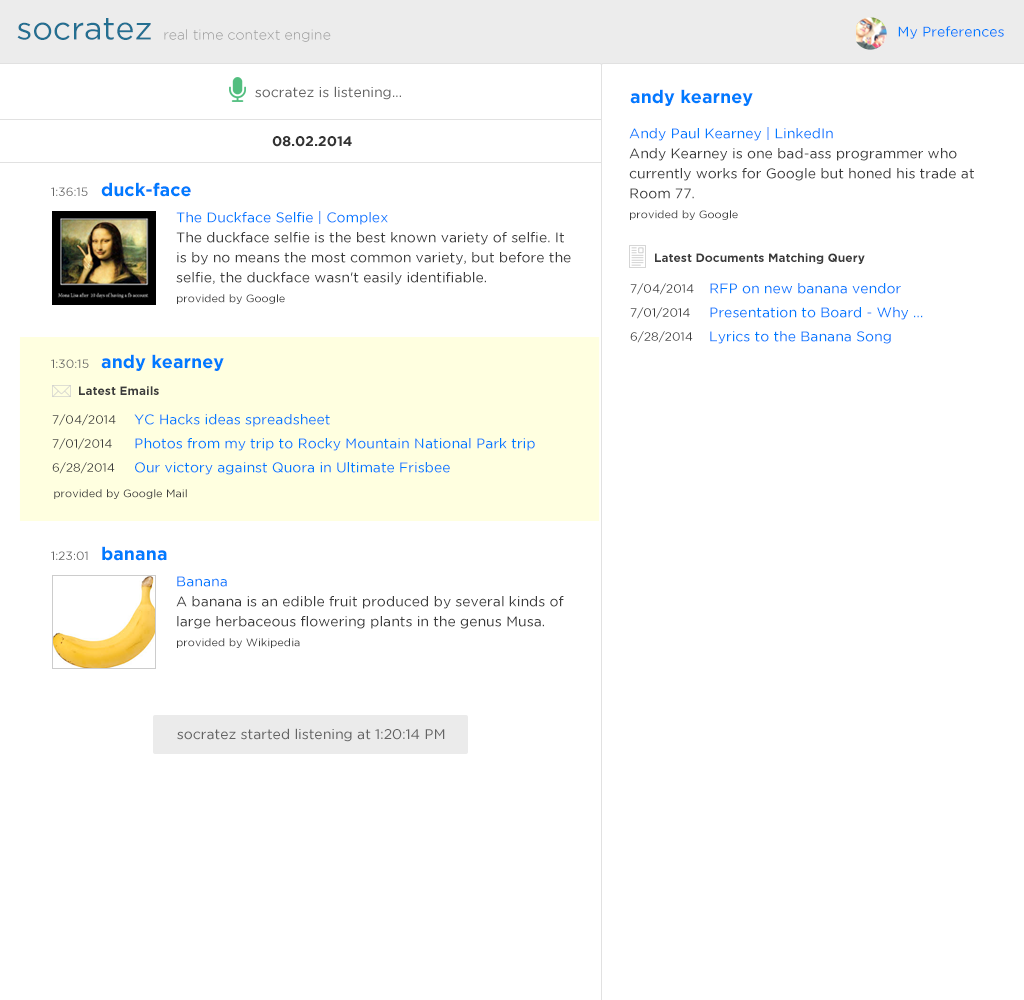 socratez real time context engine
My Preferences
socratez is listening...
08.02.2014
1:36:15 duck-face
The Duckface Selfie | Complex
The duckface selfie is the best known variety of selfie. It
is by no means the most common variety, but before the
selfie, the duckface wasn't easily identifiable.
provided by Google
Mona Lisa after 10 days of having a fb account
1:30:15 andy kearney
Latest Emails
7/04/2014 YC Hacks ideas spreadsheet
7/01/2014 Photos from my trip to Rocky Mountain National Park trip
6/28/2014 Our victory against Quora in Ultimate Frisbee
provided by Google Mail
1:23:01 banana
Banana
A banana is an edible fruit produced by several kinds of
large herbaceous flowering plants in the genus Musa.
provided by Wikipedia
socratez started listening at 1:20:14 PM
andy kearney
Andy Paul Kearney | LinkedIn
Andy Kearney is one bad-ass programmer who
currently works for Google but honed his trade at
Room 77.
provided by Google
Latest Documents Matching Query
7/04/2014 RFP on new banana vendor
7/01/2014 Presentation to Board - Why ...
6/28/2014 Lyrics to the Banana Song